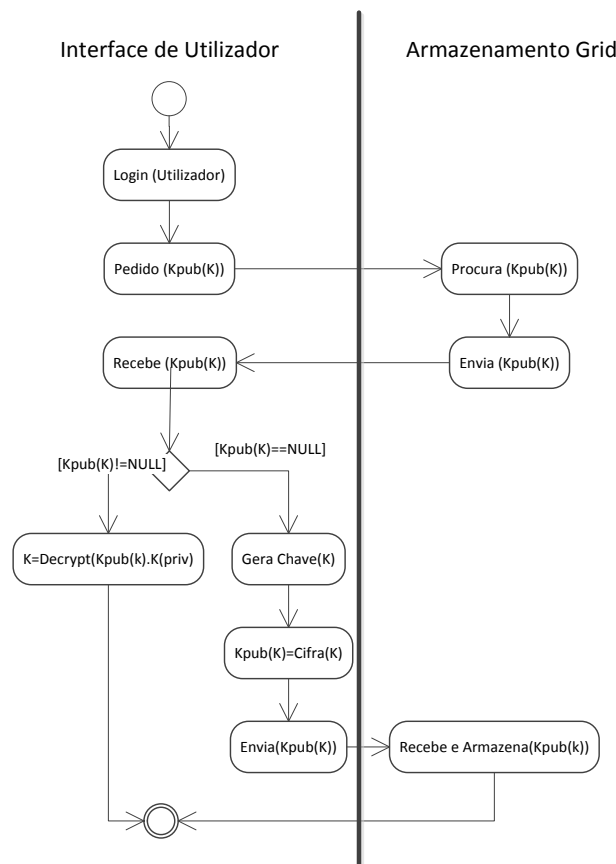 Interface de Utilizador
Armazenamento Grid
Login (Utilizador)
Pedido (Kpub(K))
Procura (Kpub(K))
Recebe (Kpub(K))
Envia (Kpub(K))
[Kpub(K)!=NULL]
[Kpub(K)==NULL]
K=Decrypt(Kpub(k).K(priv)
Gera Chave(K)
Kpub(K)=Cifra(K)
Envia(Kpub(K))
Recebe e Armazena(Kpub(k))